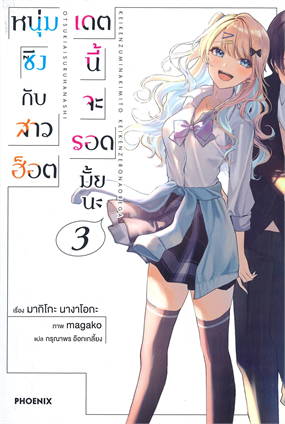 หนุ่ม
ซิง
กับ
สาว
ฮ็อต
เดต
นี้
จะ
รอด
มั้ย
นะ
3
OTSUKIAISURUHANASHI
KEIKENZUMINAKIMITO KEIKENZERONAOREGA
เรื่อง มากิโกะ นางาโอกะ
ภาพ magako
แปล กรุณาพร อ๊อกเกลี้ยง
PHOENIX